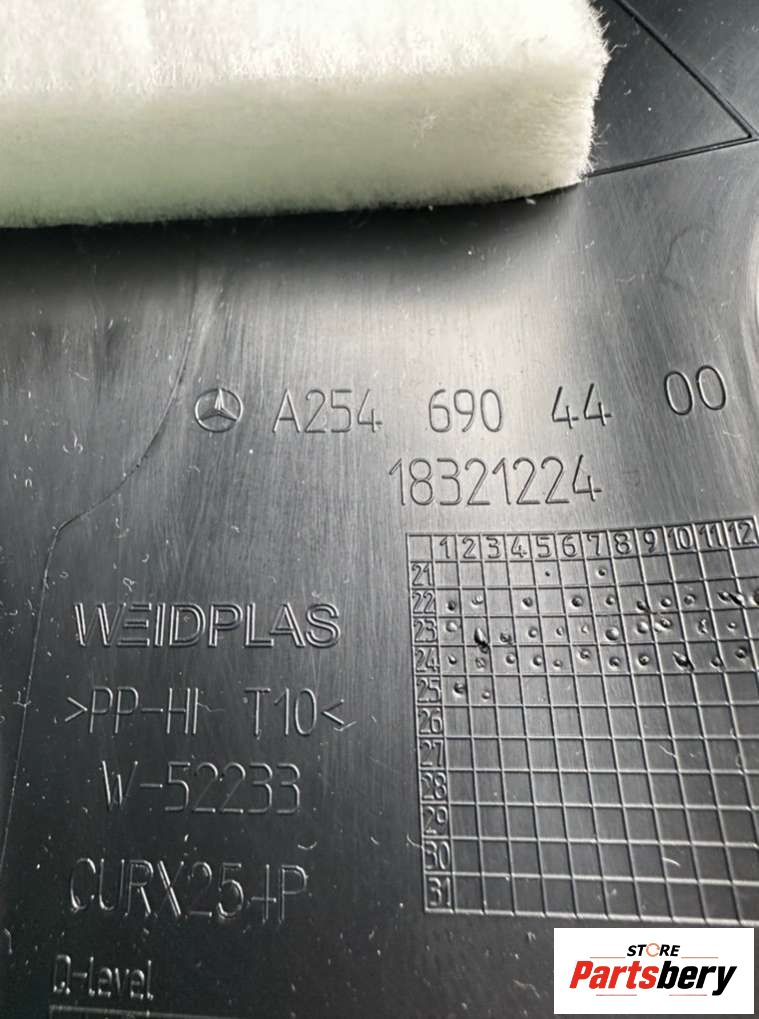 A254 690 44 00
18321224
1 2 3 4 5 6 7 8 9 10 11 12
21
22
23
24
25
26
27
28
29
30
31
WEIDPLAS
>PP-HI T10<
W-52233
CURX254P
Q-level
STORE
Partsbery